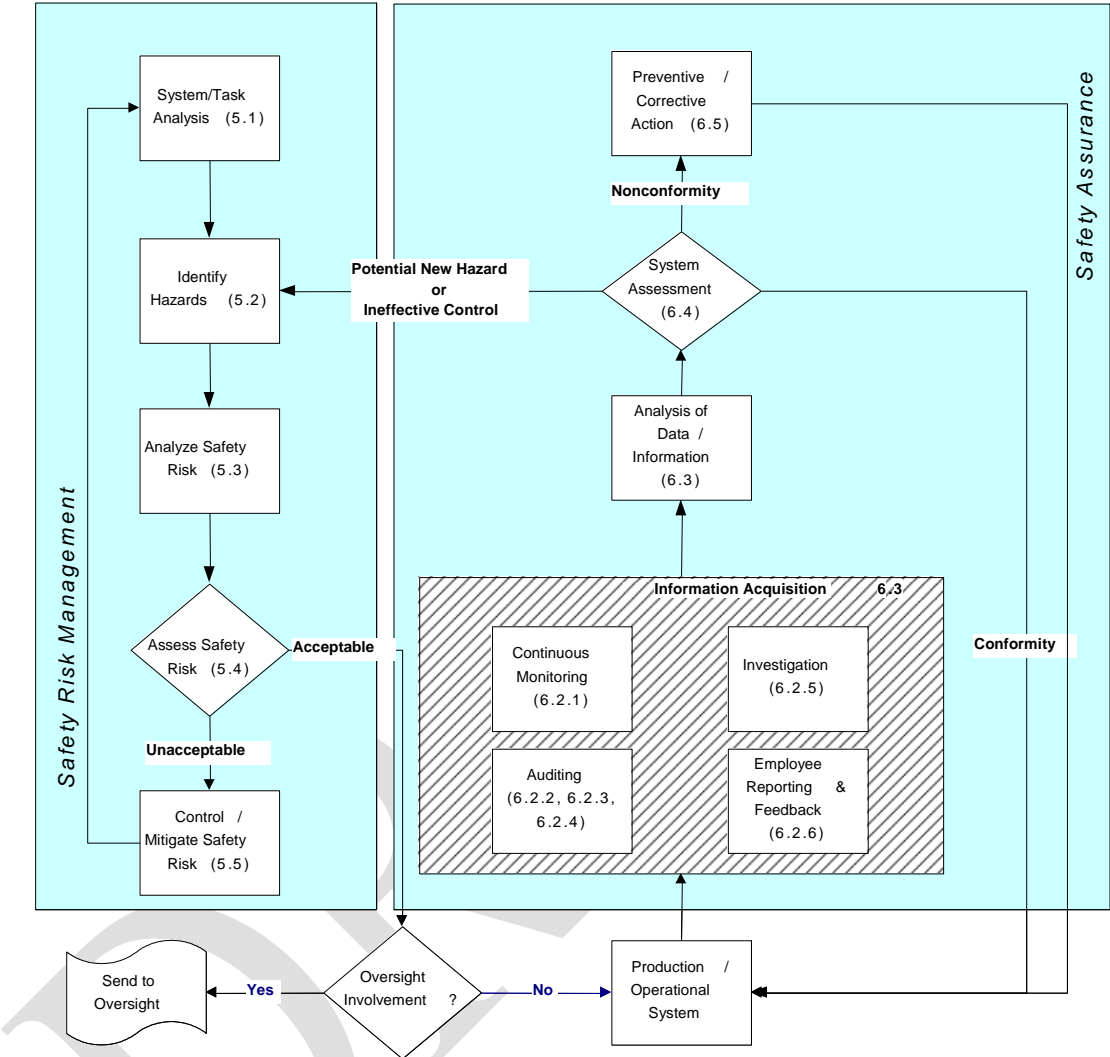 Safety Risk Management
System/Task
Analysis (5.1)
Identify
Hazards (5.2)
Analyze Safety
Risk (5.3)
Assess Safety
Risk (5.4)
Acceptable
Unacceptable
Control /
Mitigate Safety
Risk (5.5)
Safety Assurance
Preventive /
Corrective
Action (6.5)
Nonconformity
System
Assessment
(6.4)
Potential New Hazard
or
Ineffective Control
Analysis of
Data /
Information
(6.3)
Information Acquisition 6.3
Continuous
Monitoring
(6.2.1)
Investigation
(6.2.5)
Auditing
(6.2.2, 6.2.3,
6.2.4)
Employee
Reporting &
Feedback
(6.2.6)
Conformity
Send to
Oversight
Yes
Oversight
Involvement ?
No
Production /
Operational
System